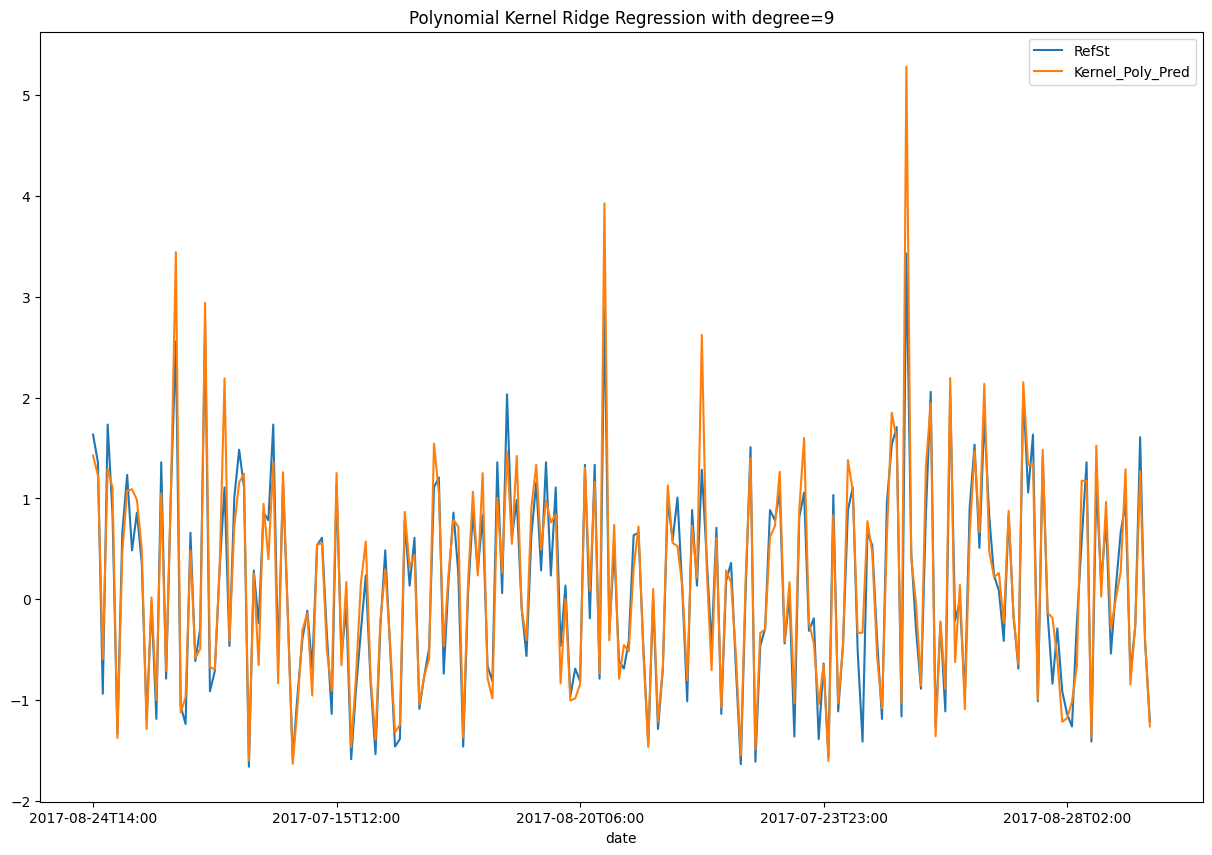 Polynomial Kernel Ridge Regression with degree=9
RefSt
Kernel_Poly_Pred
5
4
3
2
1
0
−1
−2
2017-08-24T14:00
2017-07-15T12:00
2017-08-20T06:00
2017-07-23T23:00
2017-08-28T02:00
date